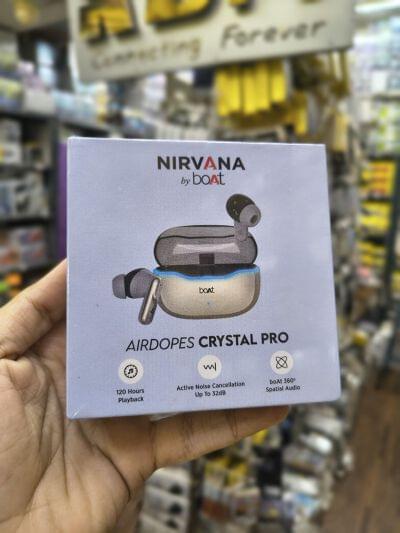 Connecting Forever
NIRVANA
by boAt
boAt
AIRDOPES CRYSTAL PRO
120 Hours
Playback
Active Noise Cancellation
Up To 32dB
boAt 360°
Spatial Audio